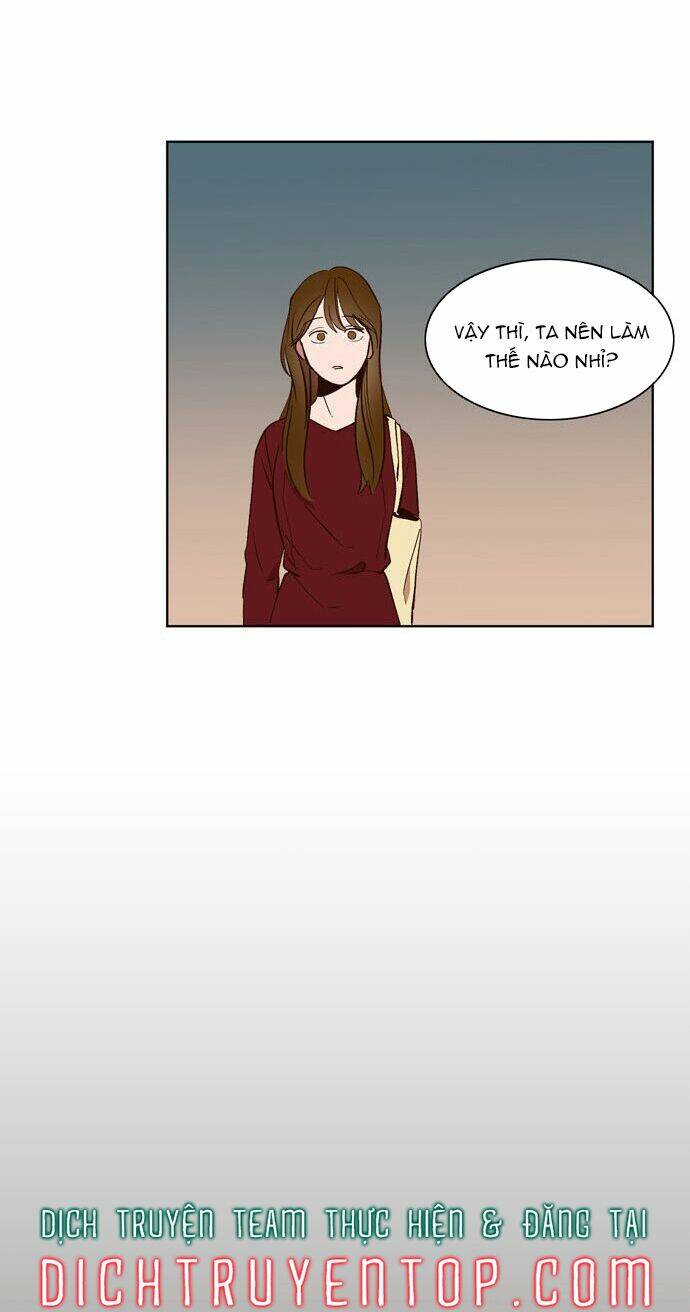 VẬY THÌ, TA NÊN LÀM
THẾ NÀO NHỈ?
DỊCH TRUYỆN TEAM THỰC HIỆN & ĐĂNG TẠI
DICHTRUYENTOP.COM